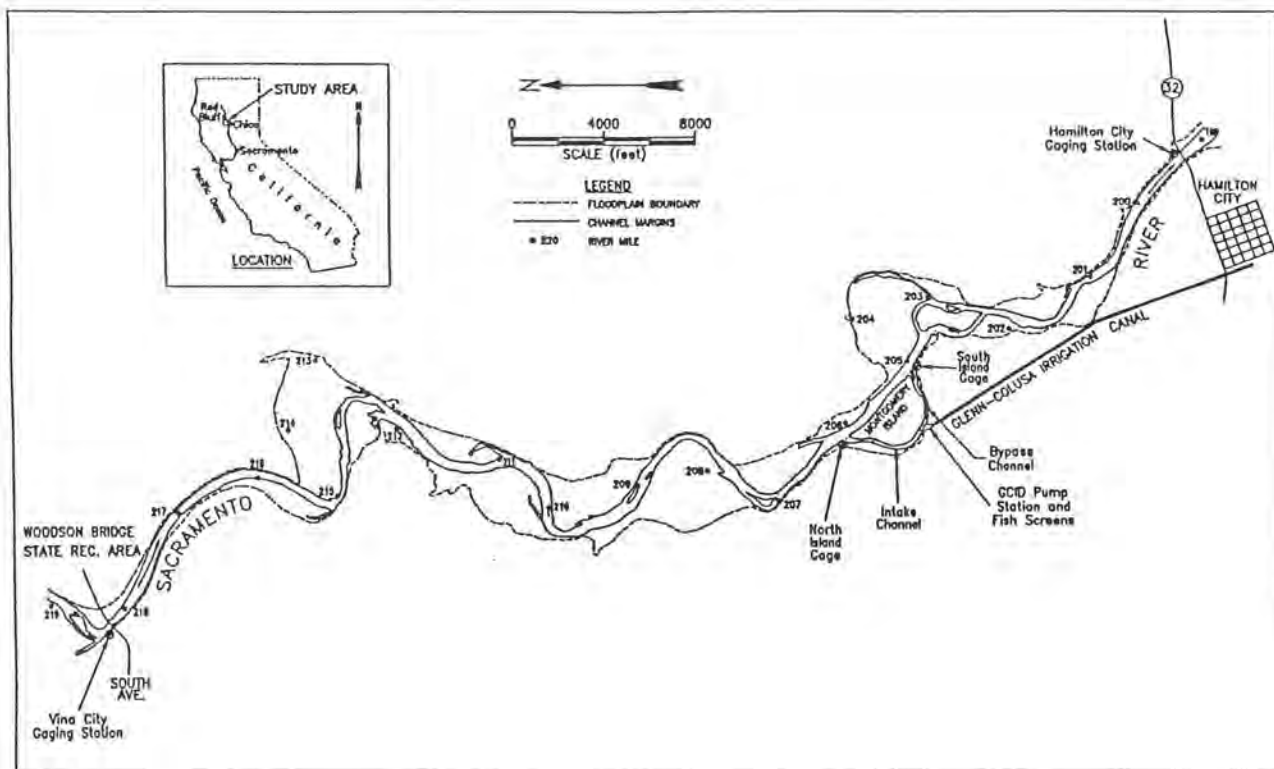 STUDY AREA
N
Red
Bluff
Chico
Sacramento
Pacific Ocean
California
LOCATION
N
0 4000 8000
SCALE (feet)
LEGEND
FLOODPLAIN BOUNDARY
CHANNEL MARGINS
220 RIVER MILE
32
Hamilton City
Gaging Station
HAMILTON
CITY
200
RIVER
201
202
203
204
205
South
Island
Gage
GLENN-COLUSA IRRIGATION CANAL
MONTGOMERY
ISLAND
206
Bypass
Channel
GCID Pump
Station and
Fish Screens
Intake
Channel
North
Island
Gage
207
208
209
210
211
212
213
214
215
216
217
SACRAMENTO
WOODSON BRIDGE
STATE REC. AREA
218
219
SOUTH
AVE.
Vina City
Gaging Station